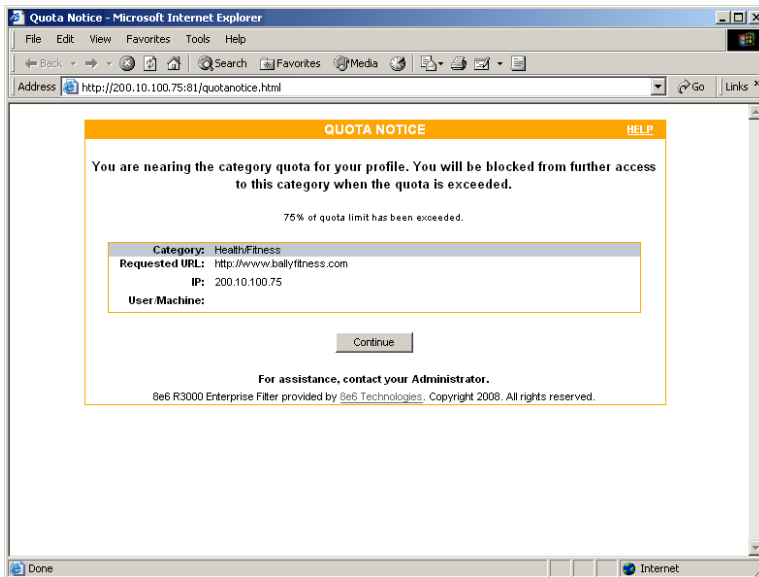 Quota Notice - Microsoft Internet Explorer
File Edit View Favorites Tools Help
Back Search Favorites Media
Address http://200.10.100.75:81/quotanotice.html Go Links »
QUOTA NOTICE HELP
You are nearing the category quota for your profile. You will be blocked from further access
to this category when the quota is exceeded.
75% of quota limit has been exceeded.
Category: Health/Fitness
Requested URL: http://www.ballyfitness.com
IP: 200.10.100.75
User/Machine:
Continue
For assistance, contact your Administrator.
8e6 R3000 Enterprise Filter provided by 8e6 Technologies. Copyright 2008. All rights reserved.
Done Internet